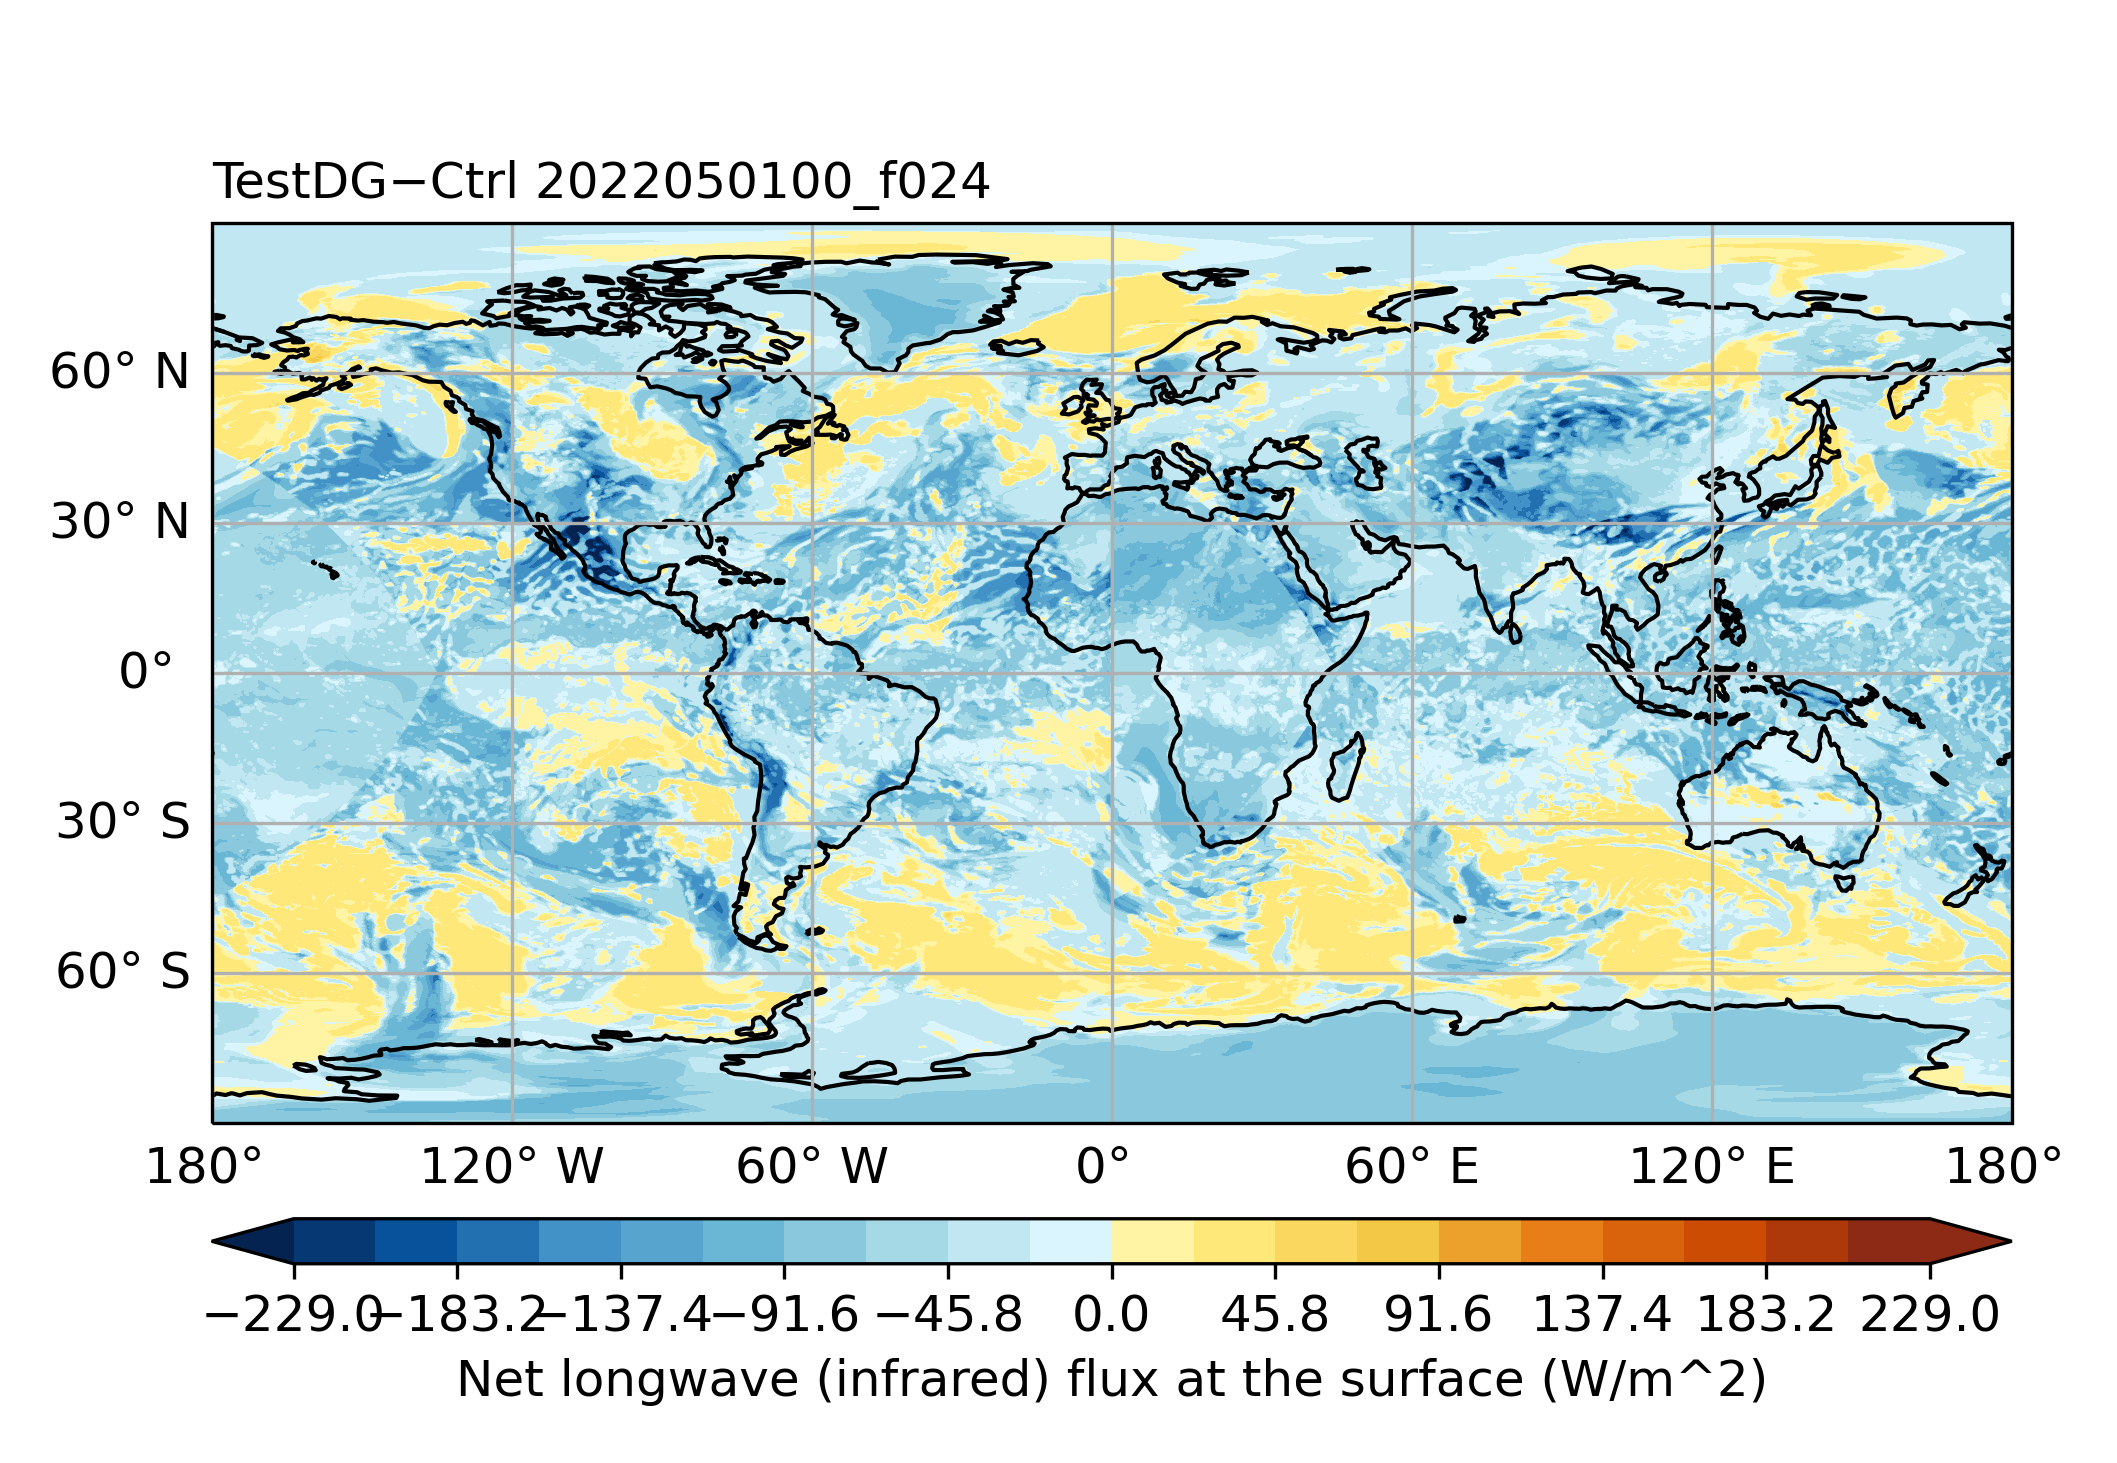 TestDG−Ctrl 2022050100_f024
60° N
30° N
0°
30° S
60° S
180° 120° W 60° W 0° 60° E 120° E 180°
−229.0 −183.2 −137.4 −91.6 −45.8 0.0 45.8 91.6 137.4 183.2 229.0
Net longwave (infrared) flux at the surface (W/m^2)